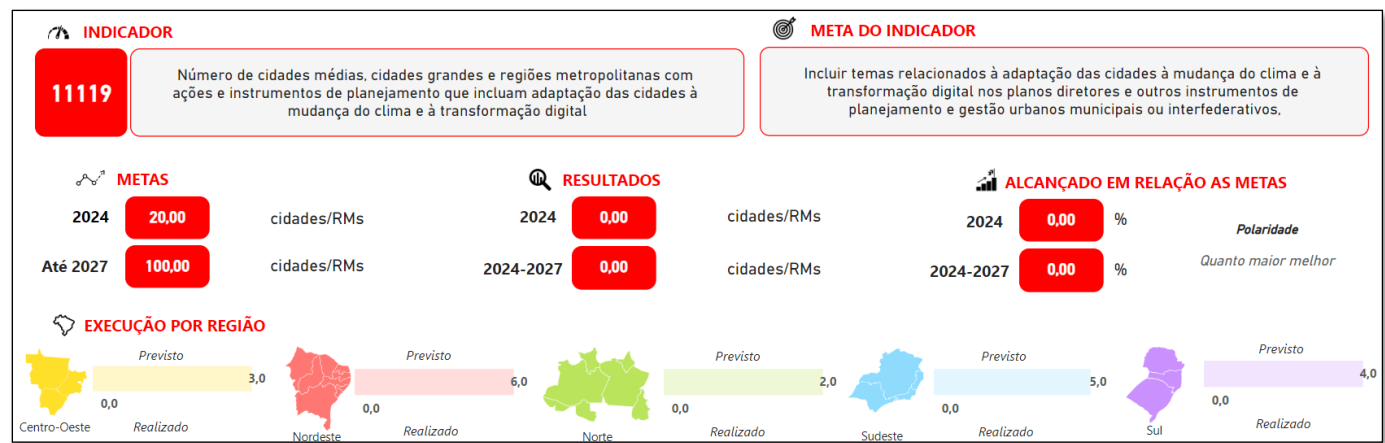 INDICADOR
META DO INDICADOR
11119
Número de cidades médias, cidades grandes e regiões metropolitanas com
ações e instrumentos de planejamento que incluam adaptação das cidades à
mudança do clima e à transformação digital
Incluir temas relacionados à adaptação das cidades à mudança do clima e à
transformação digital nos planos diretores e outros instrumentos de
planejamento e gestão urbanos municipais ou interfederativos,
METAS
2024 20,00 cidades/RMs
Até 2027 100,00 cidades/RMs
RESULTADOS
2024 0,00 cidades/RMs
2024-2027 0,00 cidades/RMs
ALCANÇADO EM RELAÇÃO AS METAS
2024 0,00 %
2024-2027 0,00 %
Polaridade
Quanto maior melhor
EXECUÇÃO POR REGIÃO
Previsto
3,0
0,0
Centro-Oeste
Realizado
Previsto
6,0
0,0
Nordeste
Realizado
Previsto
2,0
0,0
Norte
Realizado
Previsto
5,0
0,0
Sudeste
Realizado
Previsto
4,0
0,0
Sul
Realizado